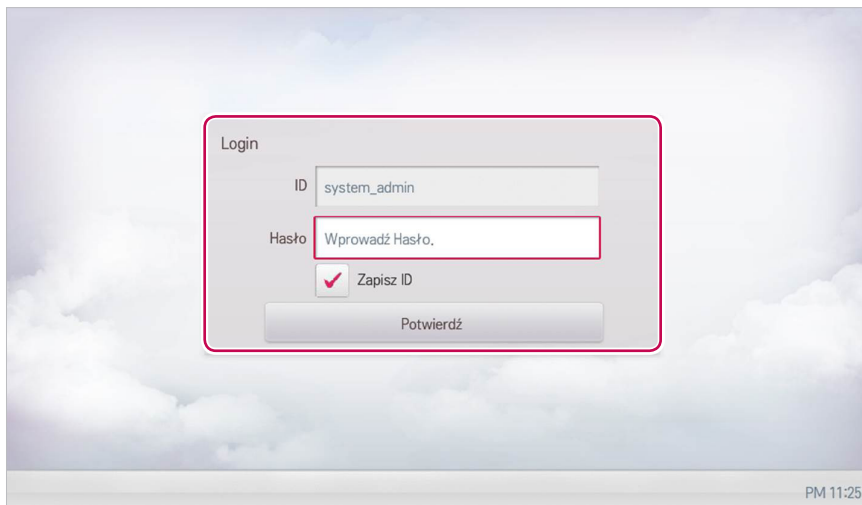 Login
ID system_admin
Hasło Wprowadź Hasło.
Zapisz ID
Potwierdź
PM 11:25